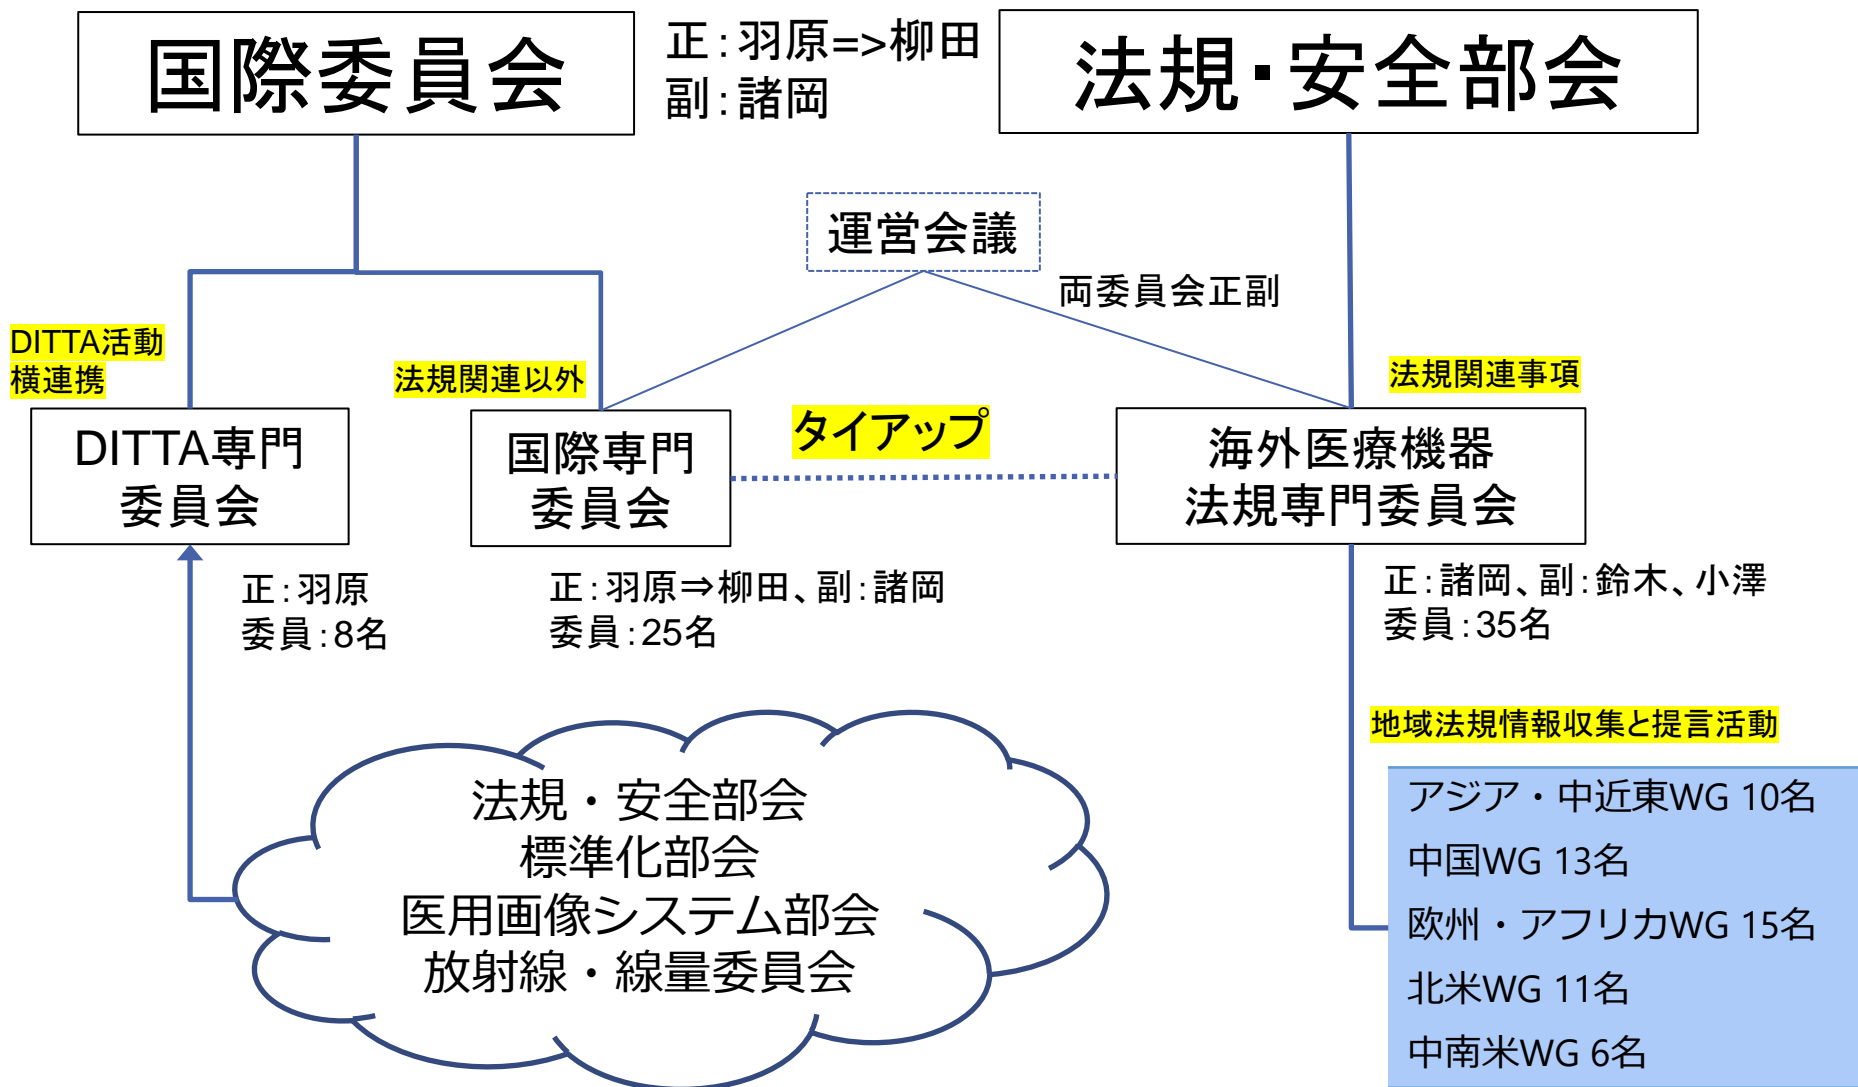 国際委員会
正：羽原=>柳田
副：諸岡
法規・安全部会
運営会議
両委員会正副
DITTA活動
横連携
法規関連以外
タイアップ
法規関連事項
DITTA専門
委員会
国際専門
委員会
海外医療機器
法規専門委員会
正：羽原
委員：8名
正：羽原⇒柳田、副：諸岡
委員：25名
正：諸岡、副：鈴木、小澤
委員：35名
地域法規情報収集と提言活動
法規・安全部会
標準化部会
医用画像システム部会
放射線・線量委員会
アジア・中近東WG 10名
中国WG 13名
欧州・アフリカWG 15名
北米WG 11名
中南米WG 6名